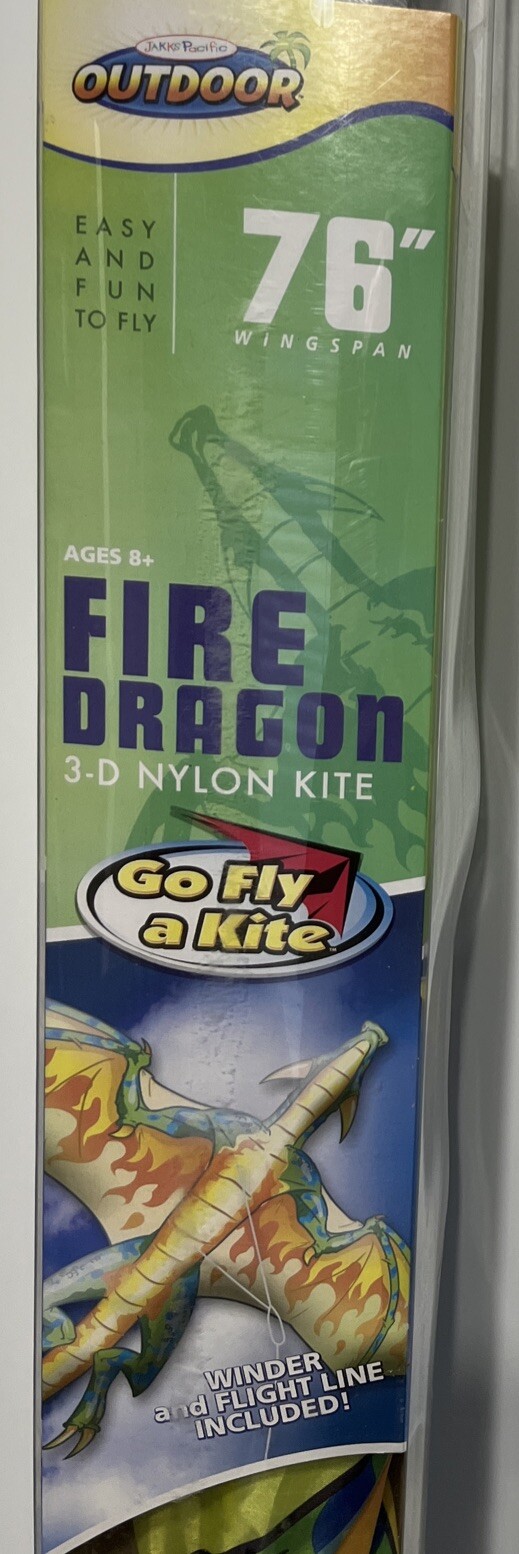 JAKKS Pacific
OUTDOOR
EASY
AND
FUN
TO FLY
76"
WiNGSPAN
AGES 8+
FIRE
DRAGOn
3-D NYLON KITE
Go Fly
a Kite™
WINDER
and FLIGHT LINE
INCLUDED!